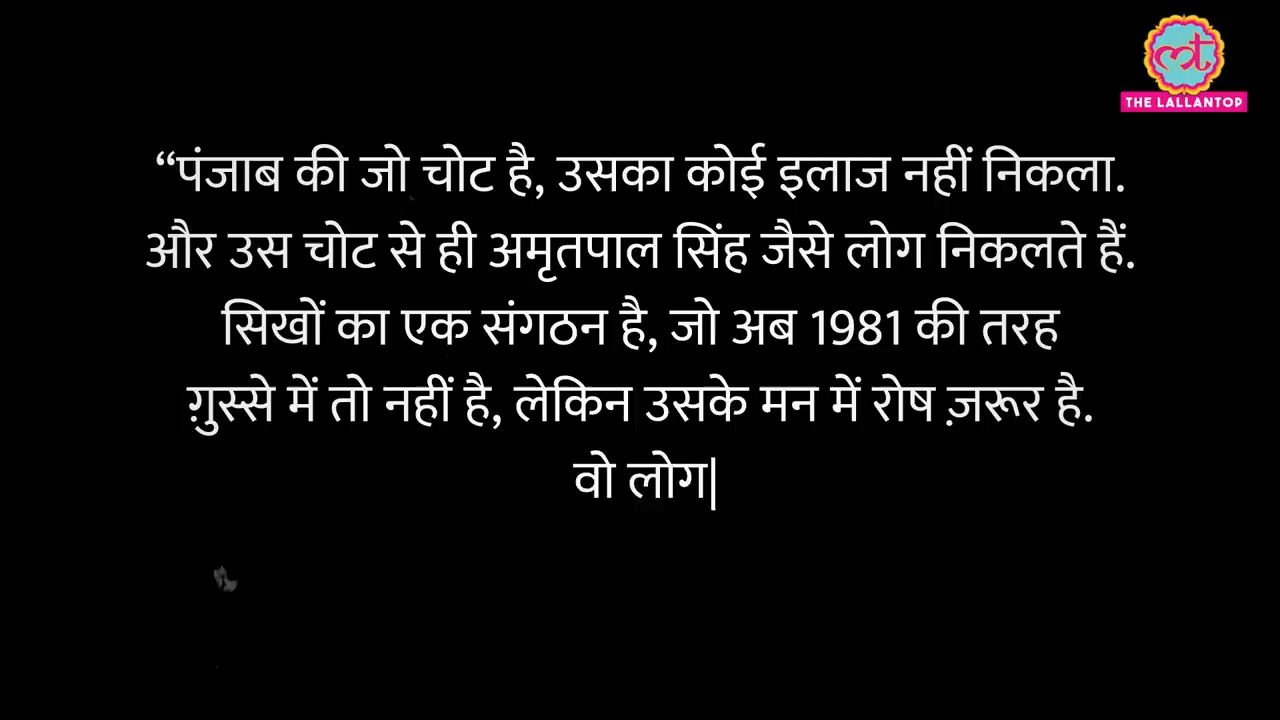 THE LALLANTOP
“पंजाब की जो चोट है, उसका कोई इलाज नहीं निकला.
और उस चोट से ही अमृतपाल सिंह जैसे लोग निकलते हैं.
सिखों का एक संगठन है, जो अब 1981 की तरह
ग़ुस्से में तो नहीं है, लेकिन उसके मन में रोष ज़रूर है.
वो लोग|